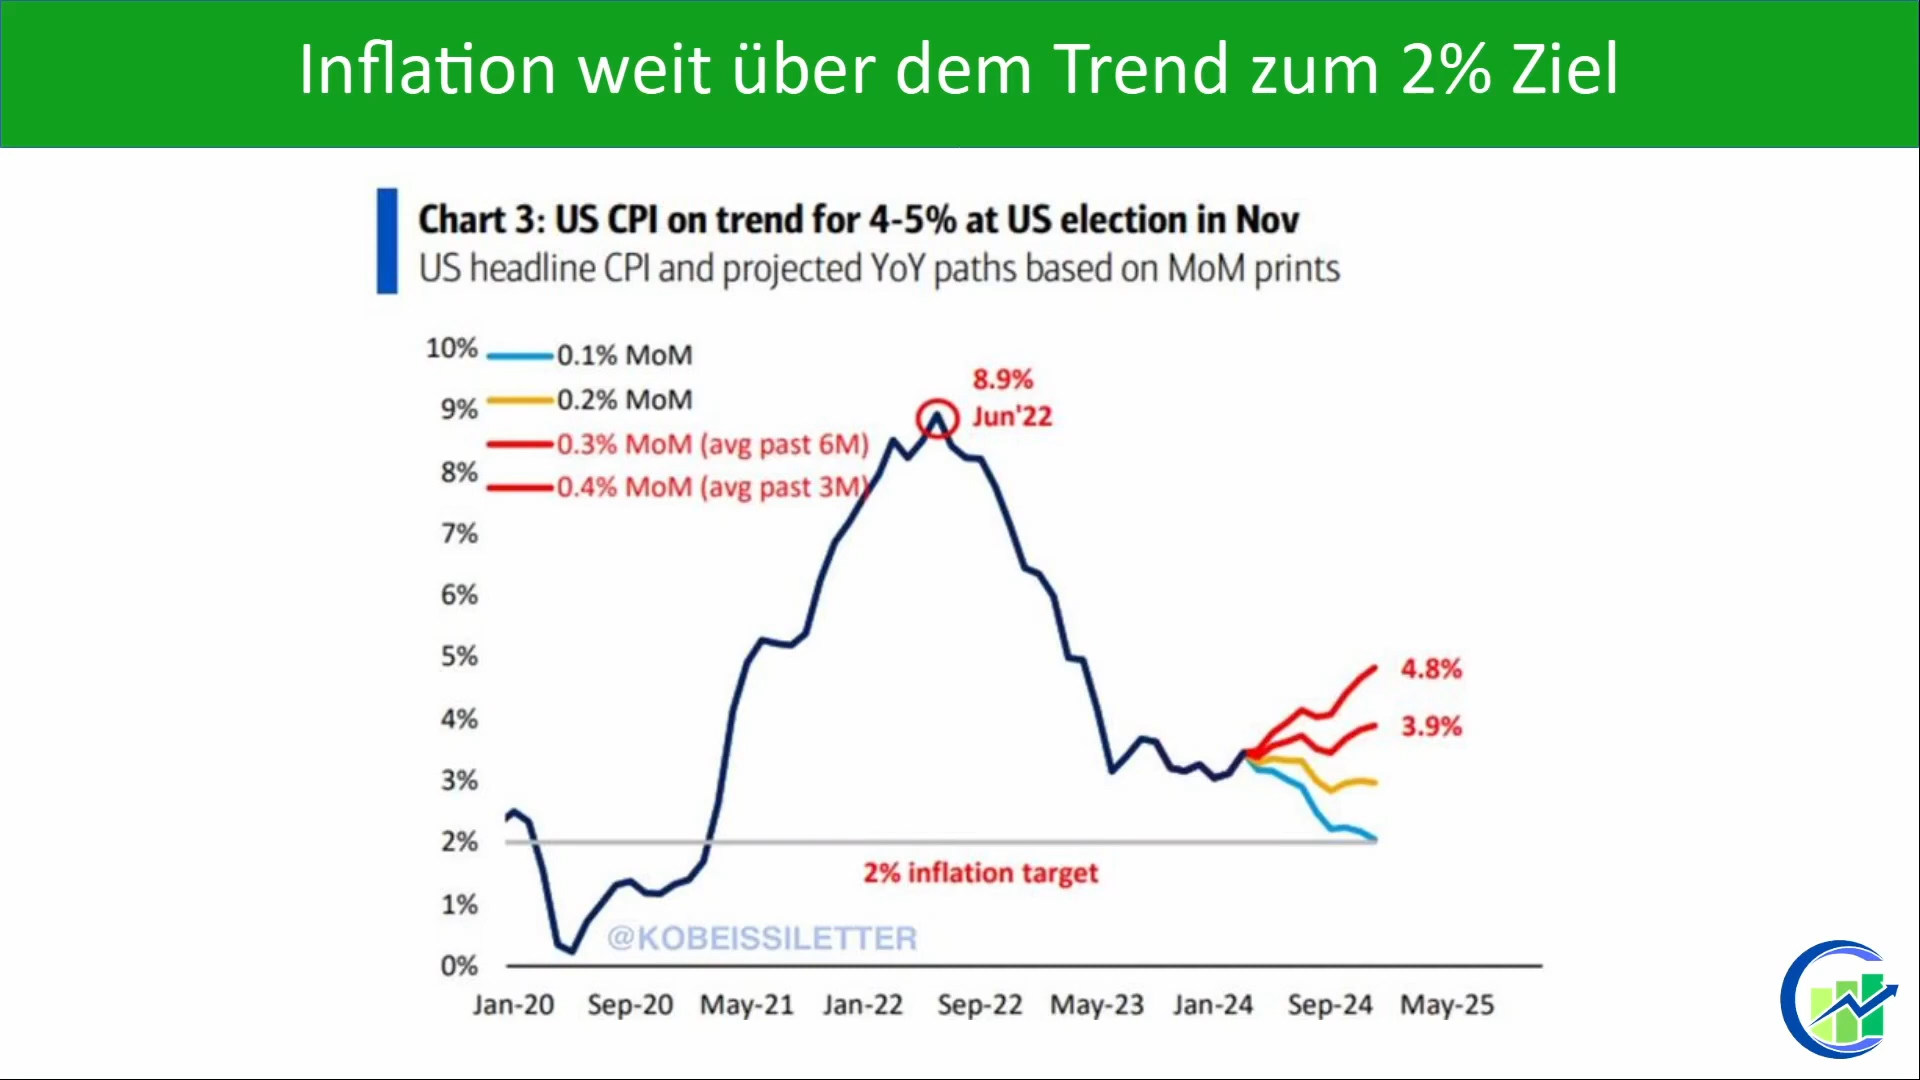 Inflation weit über dem Trend zum 2% Ziel
Chart 3: US CPI on trend for 4-5% at US election in Nov
US headline CPI and projected YoY paths based on MoM prints
10%
9%
8%
7%
6%
5%
4%
3%
2%
1%
0%
0.1% MoM
0.2% MoM
0.3% MoM (avg past 6M)
0.4% MoM (avg past 3M)
8.9%
Jun'22
4.8%
3.9%
2% inflation target
@KOBEISSILETTER
Jan-20 Sep-20 May-21 Jan-22 Sep-22 May-23 Jan-24 Sep-24 May-25